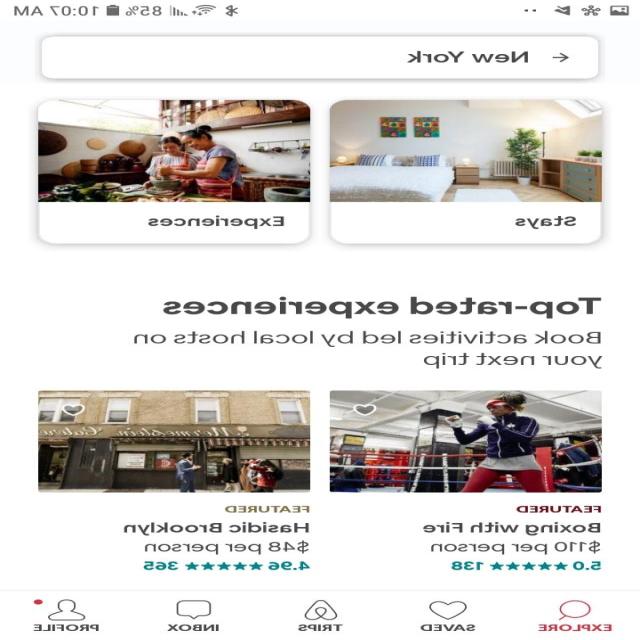 10:07 AM 85%
← New York
Stays
Experiences
Top-rated experiences
Book activities led by local hosts on
your next trip
FEATURED
Boxing with Fire
$110 per person
5.0 ★★★★★ 138
FEATURED
Hasidic Brooklyn
$48 per person
4.96 ★★★★★ 365
EXPLORE
SAVED
TRIPS
INBOX
PROFILE